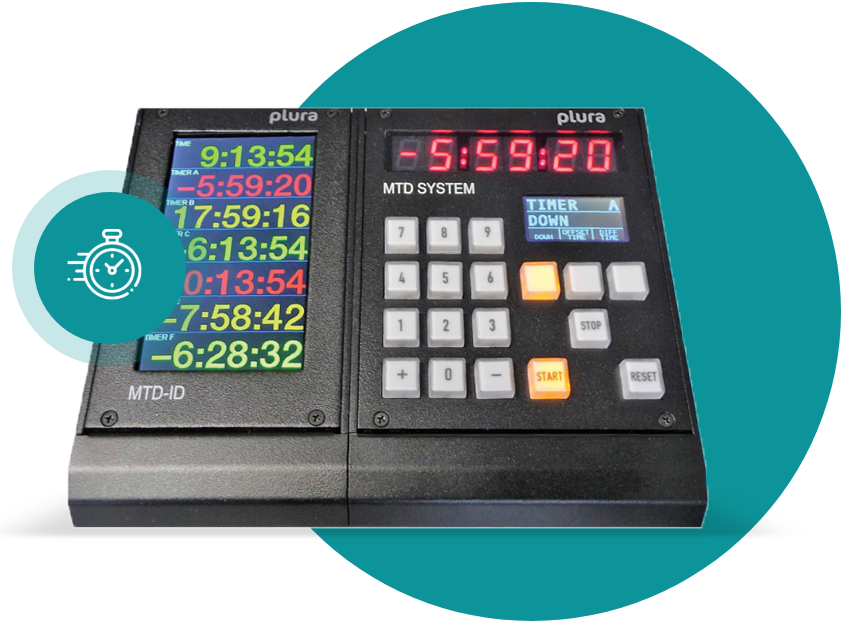 plura
TIME
9:13:54
TIMER A
-5:59:20
TIMER B
17:59:16
ER C
-6:13:54
0:13:54
-7:58:42
TIMER F
-6:28:32
MTD-ID
plura
-5:59:20
MTD SYSTEM
TIMER A
DOWN
DOWN OFFSET TIME DIFF TIME
7 8 9
4 5 6
1 2 3 STOP
+ 0 - START RESET